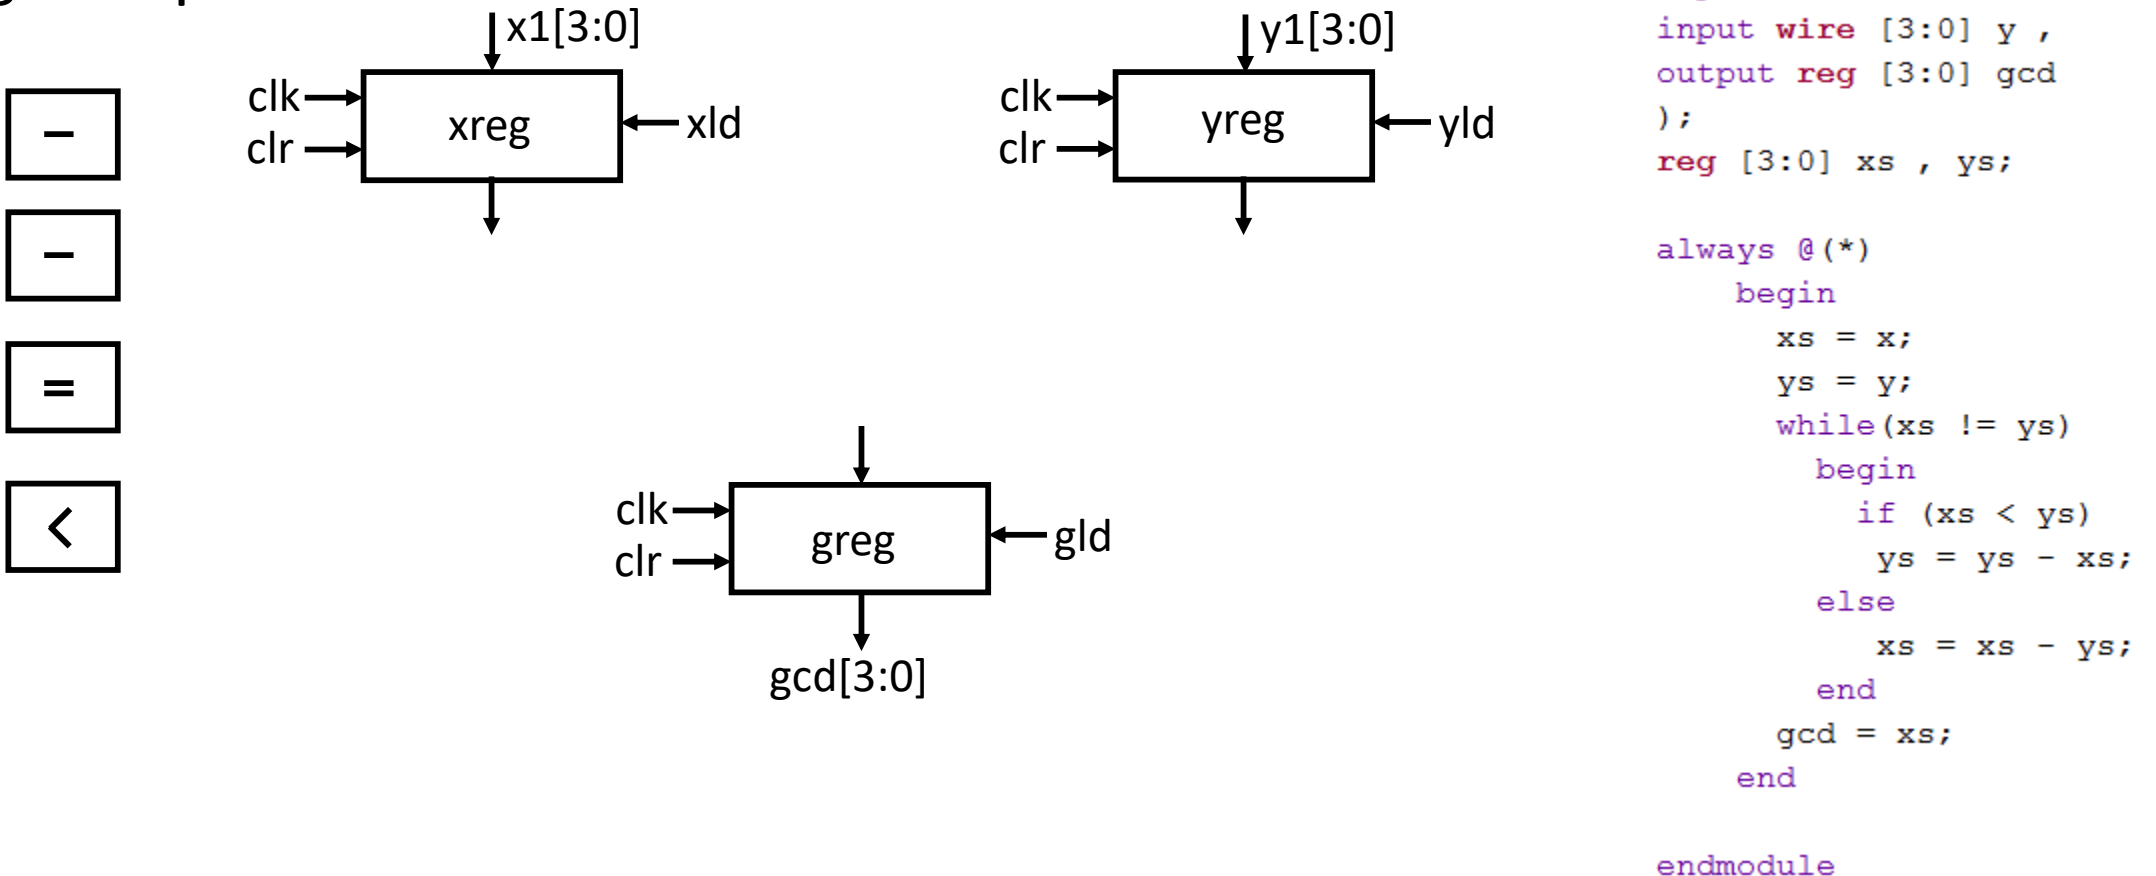 x1[3:0]
clk
clr
xreg
xld
y1[3:0]
clk
clr
yreg
yld
−
−
=
<
clk
clr
greg
gld
gcd[3:0]
input wire [3:0] y ,
output reg [3:0] gcd
);
reg [3:0] xs , ys;
always @(*)
begin
xs = x;
ys = y;
while(xs != ys)
begin
if (xs < ys)
ys = ys - xs;
else
xs = xs - ys;
end
gcd = xs;
end
endmodule